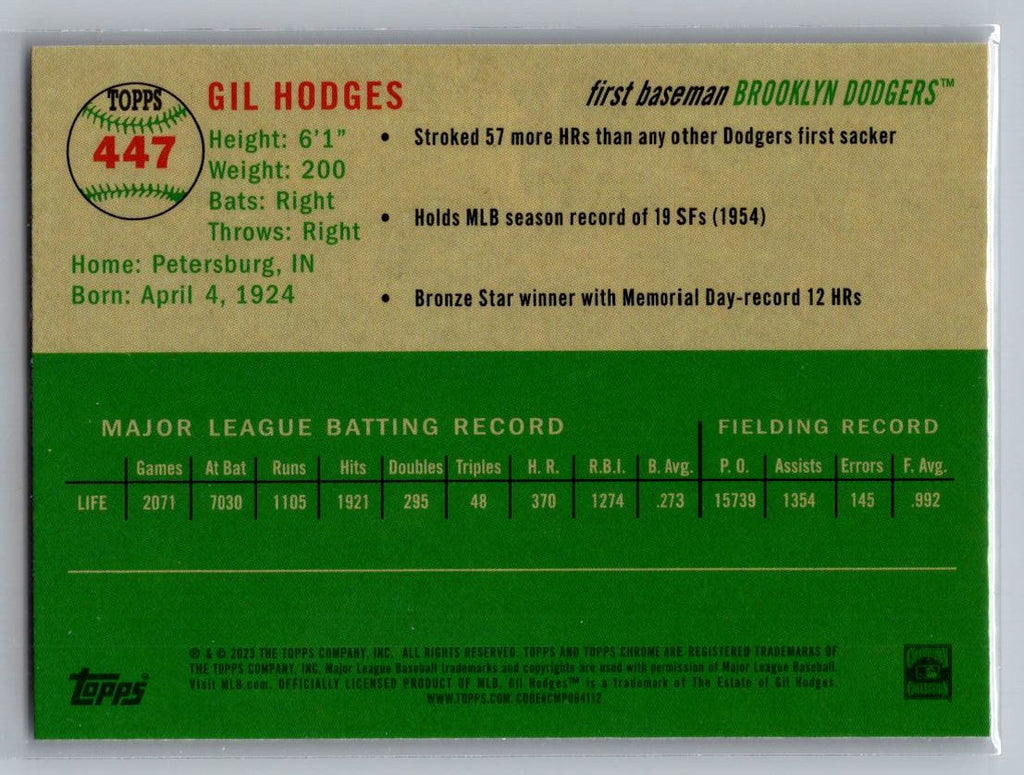 TOPPS
447
GIL HODGES
Height: 6'1"
Weight: 200
Bats: Right
Throws: Right
Home: Petersburg, IN
Born: April 4, 1924
first baseman BROOKLYN DODGERS™
• Stroked 57 more HRs than any other Dodgers first sacker
• Holds MLB season record of 19 SFs (1954)
• Bronze Star winner with Memorial Day-record 12 HRs
MAJOR LEAGUE BATTING RECORD FIELDING RECORD
Games At Bat Runs Hits Doubles Triples H. R. R.B.I. B. Avg. P. O. Assists Errors F. Avg.
LIFE 2071 7030 1105 1921 295 48 370 1274 .273 15739 1354 145 .992
℗ & © 2023 THE TOPPS COMPANY, INC. ALL RIGHTS RESERVED. TOPPS AND TOPPS CHROME ARE REGISTERED TRADEMARKS OF
THE TOPPS COMPANY, INC. Major League Baseball trademarks and copyrights are used with permission of Major League Baseball.
Visit MLB.com. OFFICIALLY LICENSED PRODUCT OF MLB. Gil Hodges™ is a trademark of The Estate of Gil Hodges.
WWW.TOPPS.COM. CODE#CMP064112
topps
COLLECTION